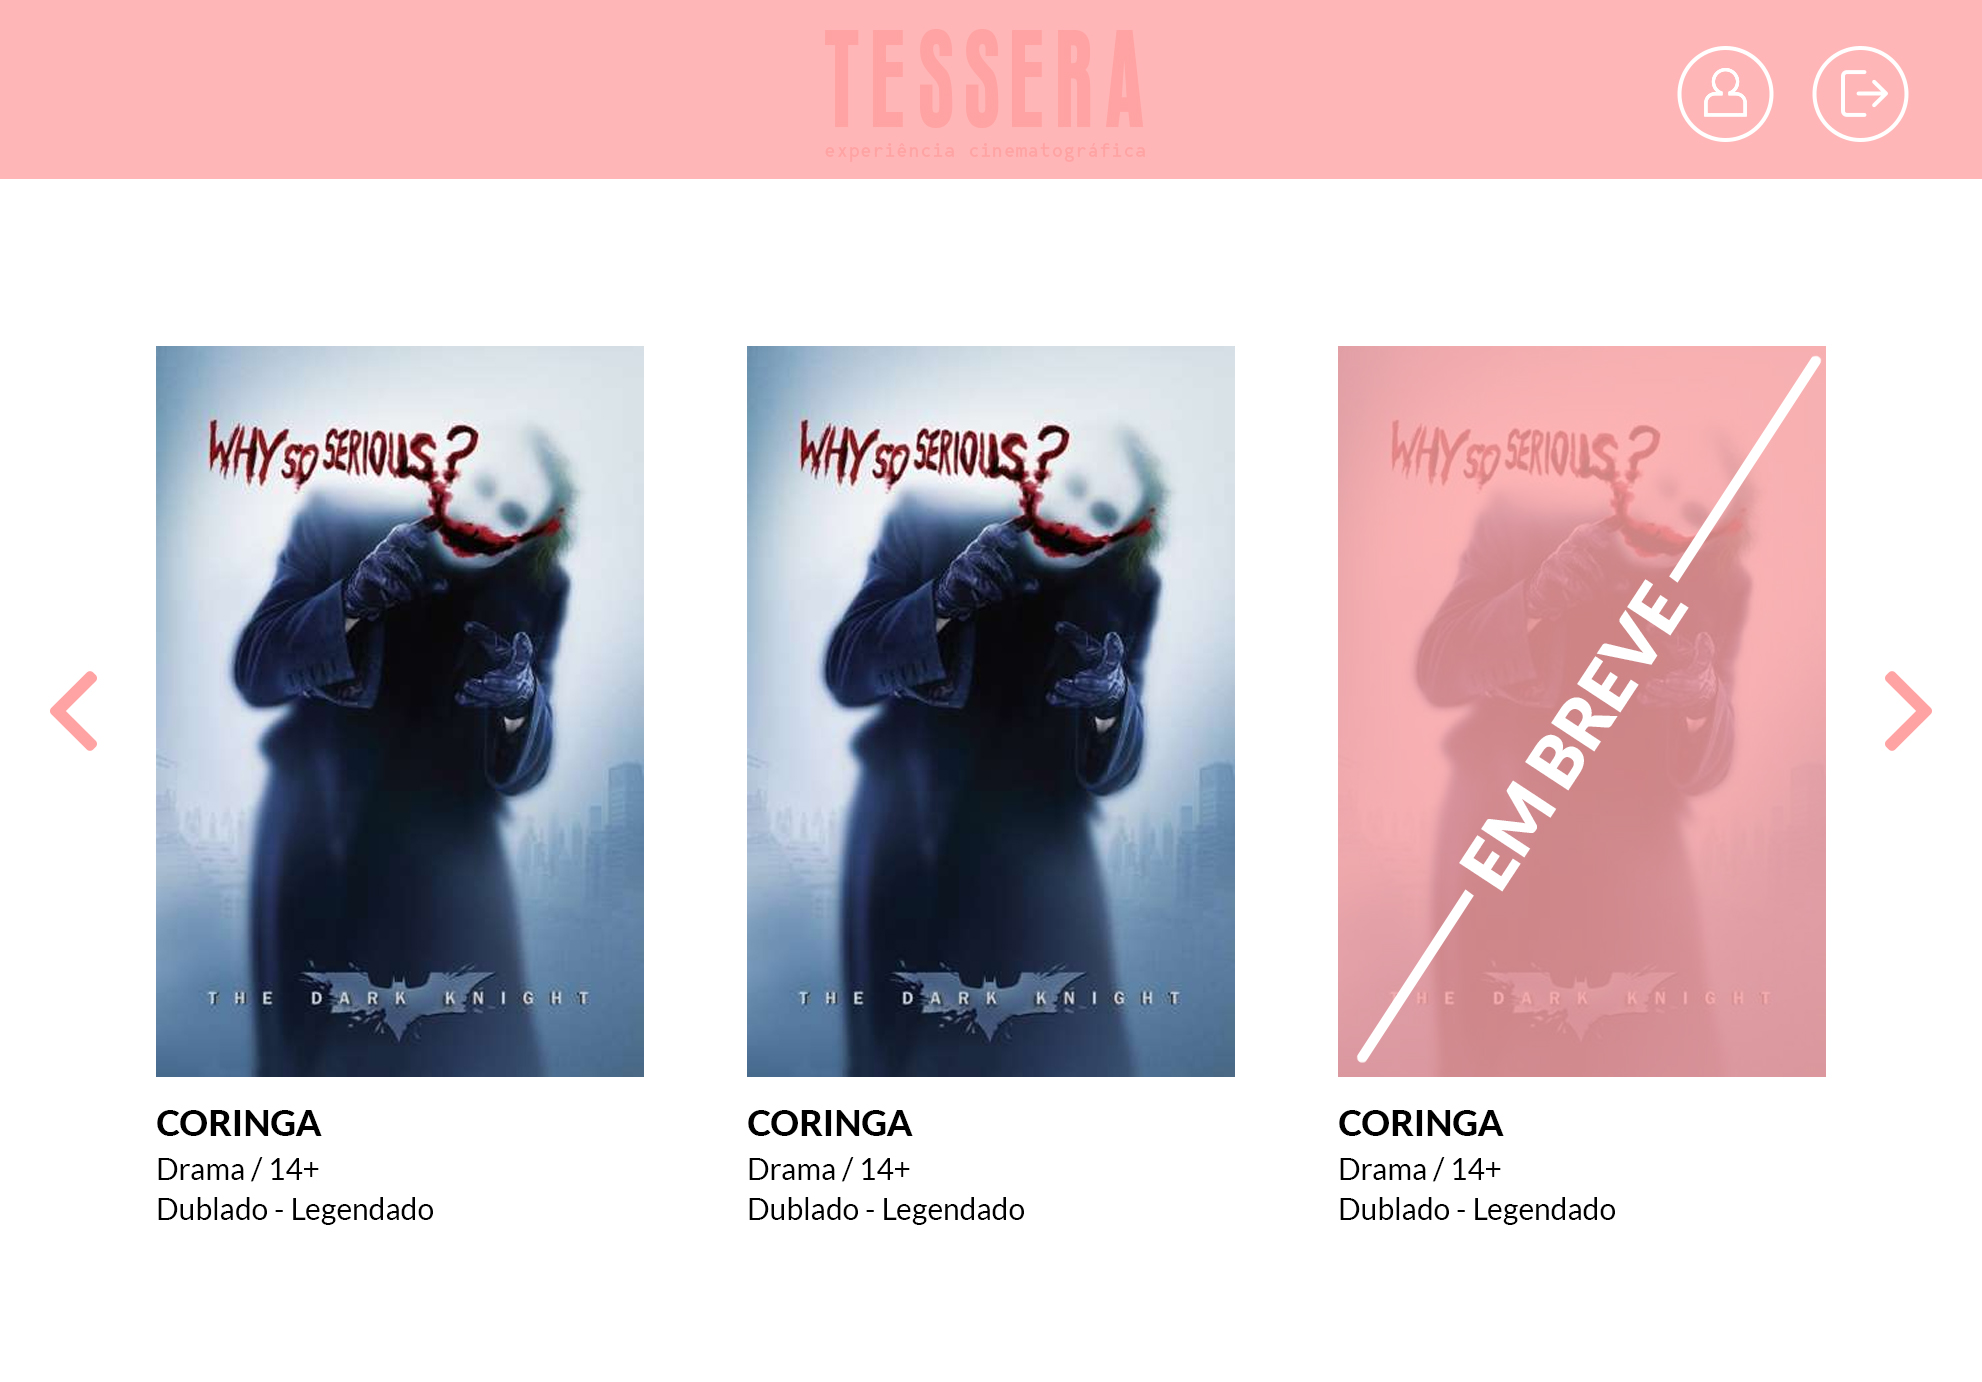 TESSERA
experiência cinematográfica
WHY SO SERIOUS?
THE DARK KNIGHT
CORINGA
Drama / 14+
Dublado - Legendado
WHY SO SERIOUS?
THE DARK KNIGHT
CORINGA
Drama / 14+
Dublado - Legendado
WHY SO SERIOUS?
EM BREVE
THE DARK KNIGHT
CORINGA
Drama / 14+
Dublado - Legendado